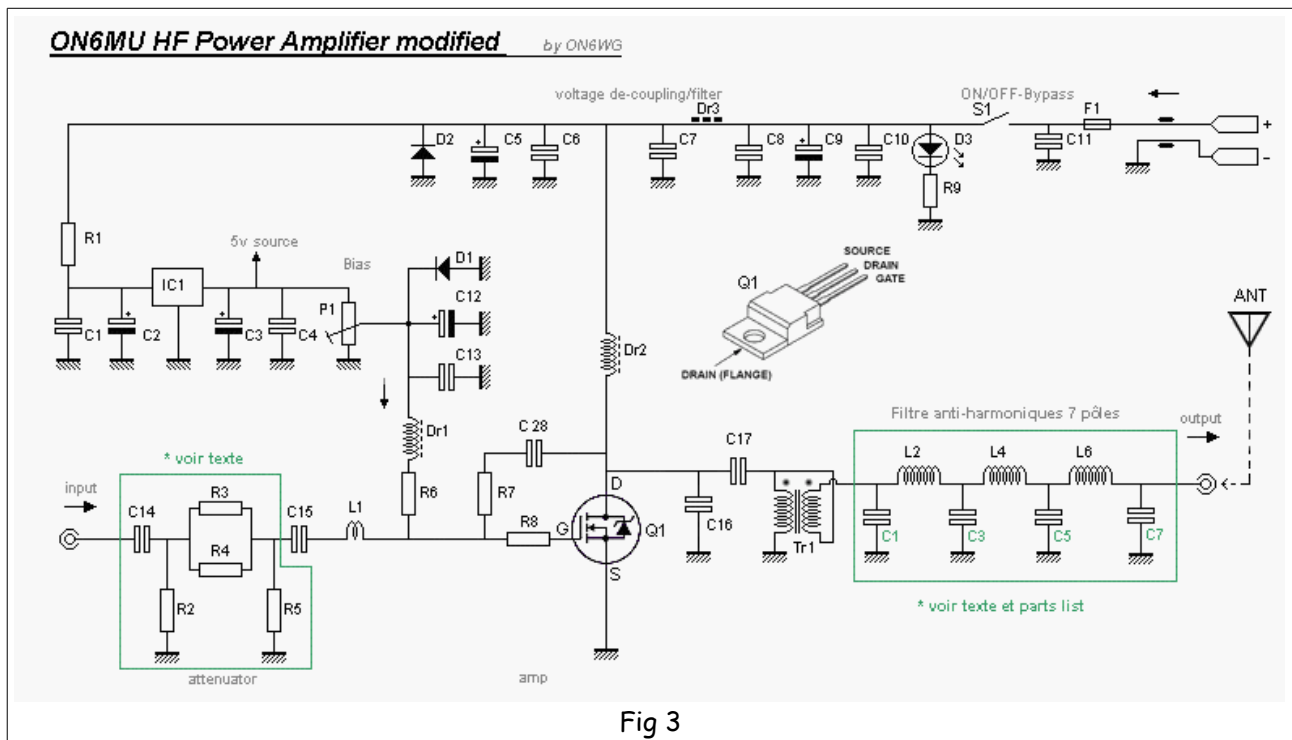 ON6MU HF Power Amplifier modified by ON6WG
voltage de-coupling/filter
ON/OFF-Bypass
Dr3
S1
F1
D2
C5
C6
C7
C8
C9
C10
D3
C11
+
-
R9
R1
5v source
Bias
D1
IC1
P1
C12
C1
C2
C3
C4
C13
SOURCE
DRAIN
GATE
Q1
DRAIN (FLANGE)
ANT
Dr2
Dr1
Filtre anti-harmoniques 7 pôles
output
* voir texte
C 28
C17
L2
L4
L6
input
R3
R6
R7
D
C14
C15
L1
R8
G
Q1
C16
Tr1
R4
S
C1
C3
C5
C7
R2
R5
* voir texte et parts list
attenuator
amp
Fig 3